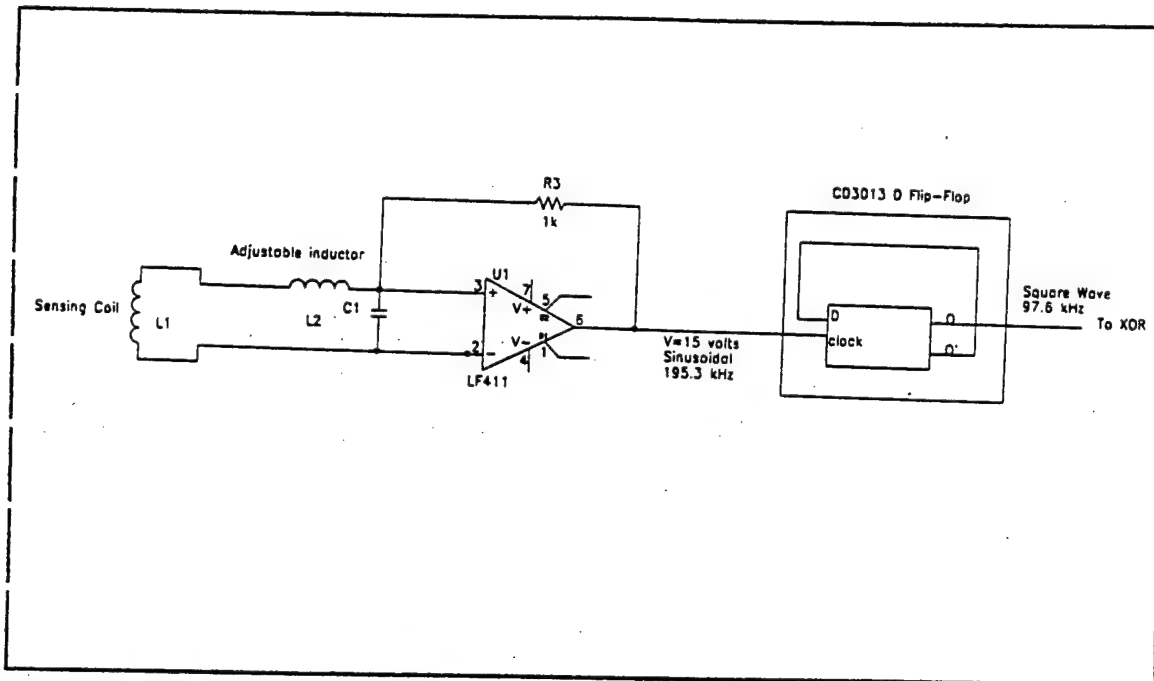 R3
1k
CD3013 D Flip-Flop
Adjustable inductor
U1
Sensing Coil
L1
L2
C1
3
+
7
V+
5
6
2
-
V-
4
1
LF411
V=15 volts
Sinusoidal
195.3 kHz
D
clock
Q
Q'
Square Wave
97.6 kHz
To XOR